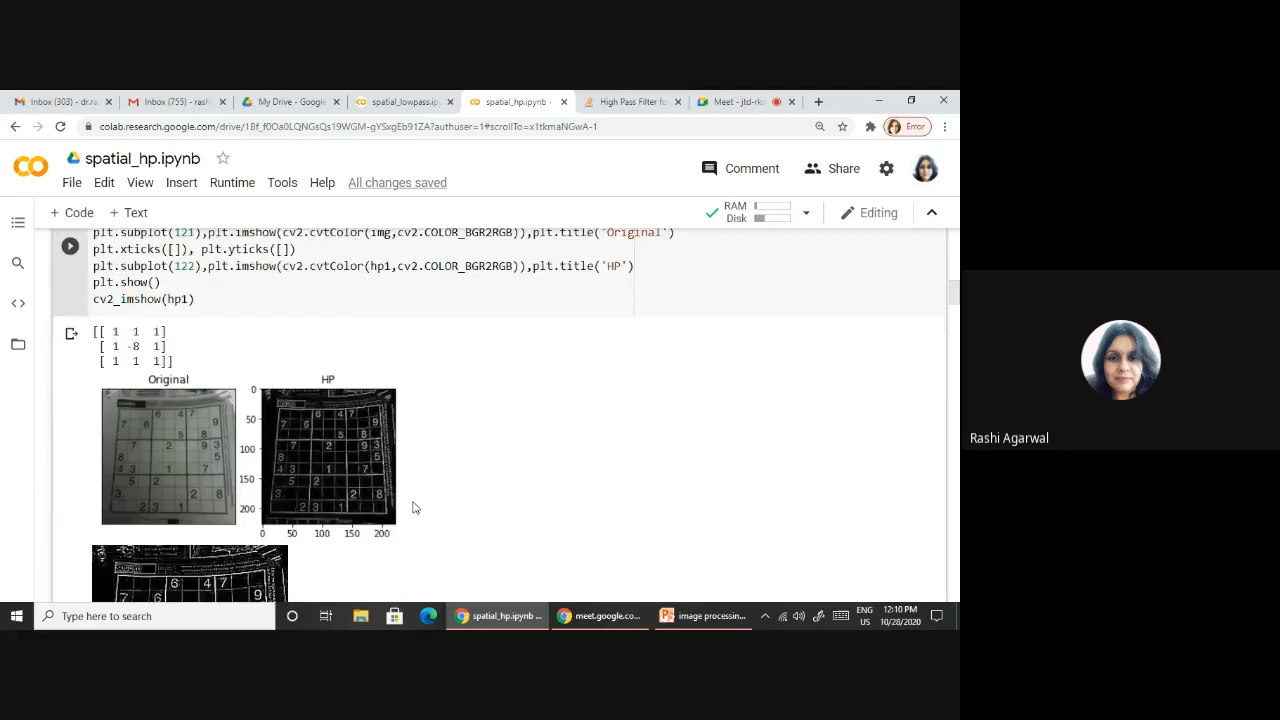 Inbox (303) - dr.ra
Inbox (755) - rash
My Drive - Google
spatial_lowpass.ip
spatial_hp.ipynb -
High Pass Filter fo
Meet - jtd-rkn
colab.research.google.com/drive/1Bf_f0Oa0LQNGsQs19WGM-gYSxgEb91ZA?authuser=1#scrollTo=x1tkmaNGwA-1
Error
spatial_hp.ipynb
Comment
Share
File Edit View Insert Runtime Tools Help All changes saved
+ Code + Text
RAM
Disk
Editing
plt.subplot(121),plt.imshow(cv2.cvtColor(img,cv2.COLOR_BGR2RGB)),plt.title('Original')
plt.xticks([]), plt.yticks([])
plt.subplot(122),plt.imshow(cv2.cvtColor(hp1,cv2.COLOR_BGR2RGB)),plt.title('HP')
plt.show()
cv2_imshow(hp1)
[[ 1 1 1]
[ 1 -8 1]
[ 1 1 1]]
Original
HP
0
50
100
150
200
0 50 100 150 200
6 4 7
9
Rashi Agarwal
Type here to search
spatial_hp.ipynb ...
meet.google.co...
image processin...
ENG
US
12:10 PM
10/28/2020